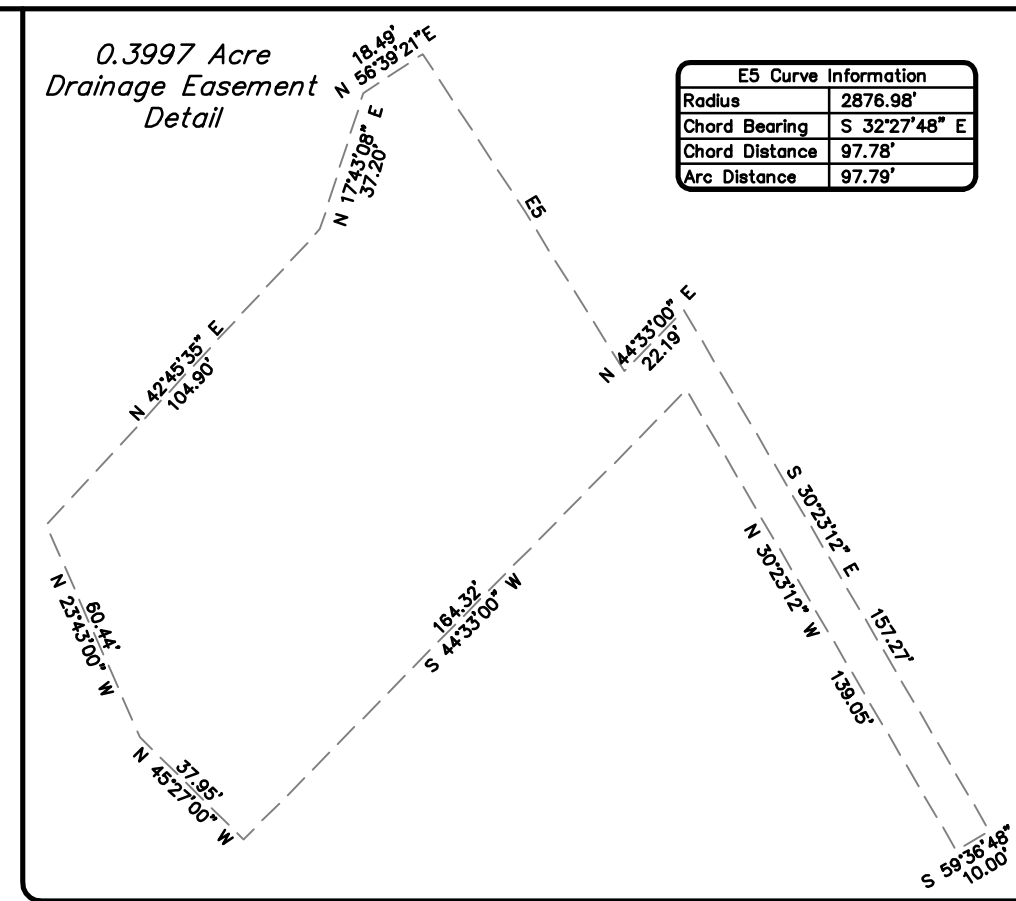 0.3997 Acre
Drainage Easement
Detail
18.49'
N 56°39'21"E
N 17°43'08" E
37.20'
E5
E5 Curve Information
Radius 2876.98'
Chord Bearing S 32°27'48" E
Chord Distance 97.78'
Arc Distance 97.79'
N 44°33'00" E
22.19'
N 42°45'35" E
104.90'
S 30°23'12" E
157.27'
N 30°23'12" W
139.05'
164.32'
S 44°33'00" W
60.44'
N 23°43'00" W
37.95'
N 45°27'00" W
S 59°36'48"
10.00'